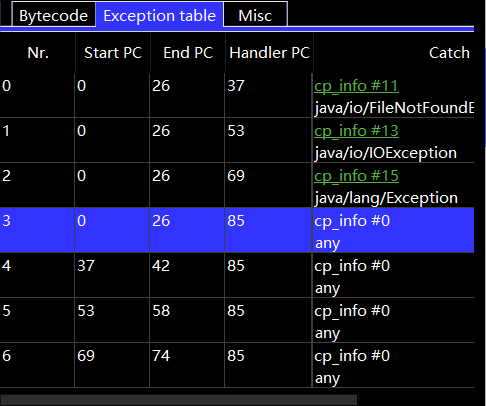 Bytecode Exception table Misc
Nr. Start PC End PC Handler PC Catch
0 0 26 37 cp_info #11
java/io/FileNotFoundE
1 0 26 53 cp_info #13
java/io/IOException
2 0 26 69 cp_info #15
java/lang/Exception
3 0 26 85 cp_info #0
any
4 37 42 85 cp_info #0
any
5 53 58 85 cp_info #0
any
6 69 74 85 cp_info #0
any